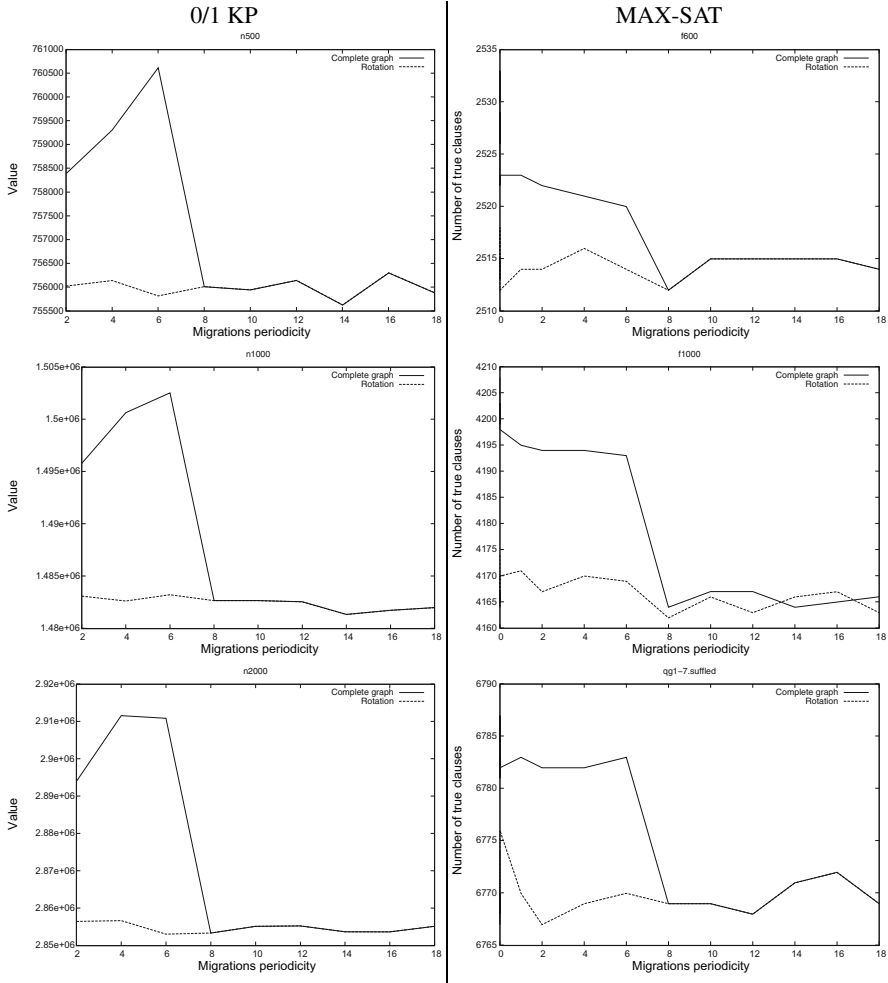 0/1 KP
n500
Complete graph
Rotation
761000
760500
760000
759500
759000
758500
758000
757500
757000
756500
756000
755500
Value
2 4 6 8 10 12 14 16 18
Migrations periodicity
n1000
Complete graph
Rotation
1.505e+06
1.5e+06
1.495e+06
1.49e+06
1.485e+06
1.48e+06
Value
2 4 6 8 10 12 14 16 18
Migrations periodicity
n2000
Complete graph
Rotation
2.92e+06
2.91e+06
2.9e+06
2.89e+06
2.88e+06
2.87e+06
2.86e+06
2.85e+06
Value
2 4 6 8 10 12 14 16 18
Migrations periodicity
MAX-SAT
f600
Complete graph
Rotation
2535
2530
2525
2520
2515
2510
Number of true clauses
0 2 4 6 8 10 12 14 16 18
Migrations periodicity
f1000
Complete graph
Rotation
4210
4205
4200
4195
4190
4185
4180
4175
4170
4165
4160
Number of true clauses
0 2 4 6 8 10 12 14 16 18
Migrations periodicity
qg1-7.suffled
Complete graph
Rotation
6790
6785
6780
6775
6770
6765
Number of true clauses
0 2 4 6 8 10 12 14 16 18
Migrations periodicity